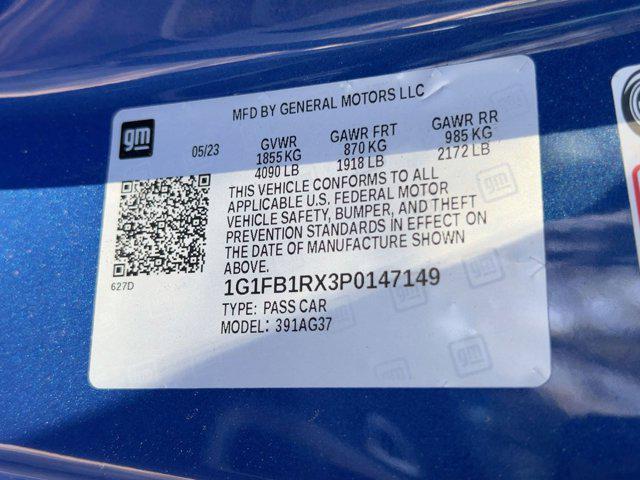 MFD BY GENERAL MOTORS LLC
gm
05/23
GVWR
1855 KG
4090 LB
GAWR FRT
870 KG
1918 LB
GAWR RR
985 KG
2172 LB
THIS VEHICLE CONFORMS TO ALL
APPLICABLE U.S. FEDERAL MOTOR
VEHICLE SAFETY, BUMPER, AND THEFT
PREVENTION STANDARDS IN EFFECT ON
THE DATE OF MANUFACTURE SHOWN
ABOVE.
627D
1G1FB1RX3P0147149
TYPE: PASS CAR
MODEL: 391AG37